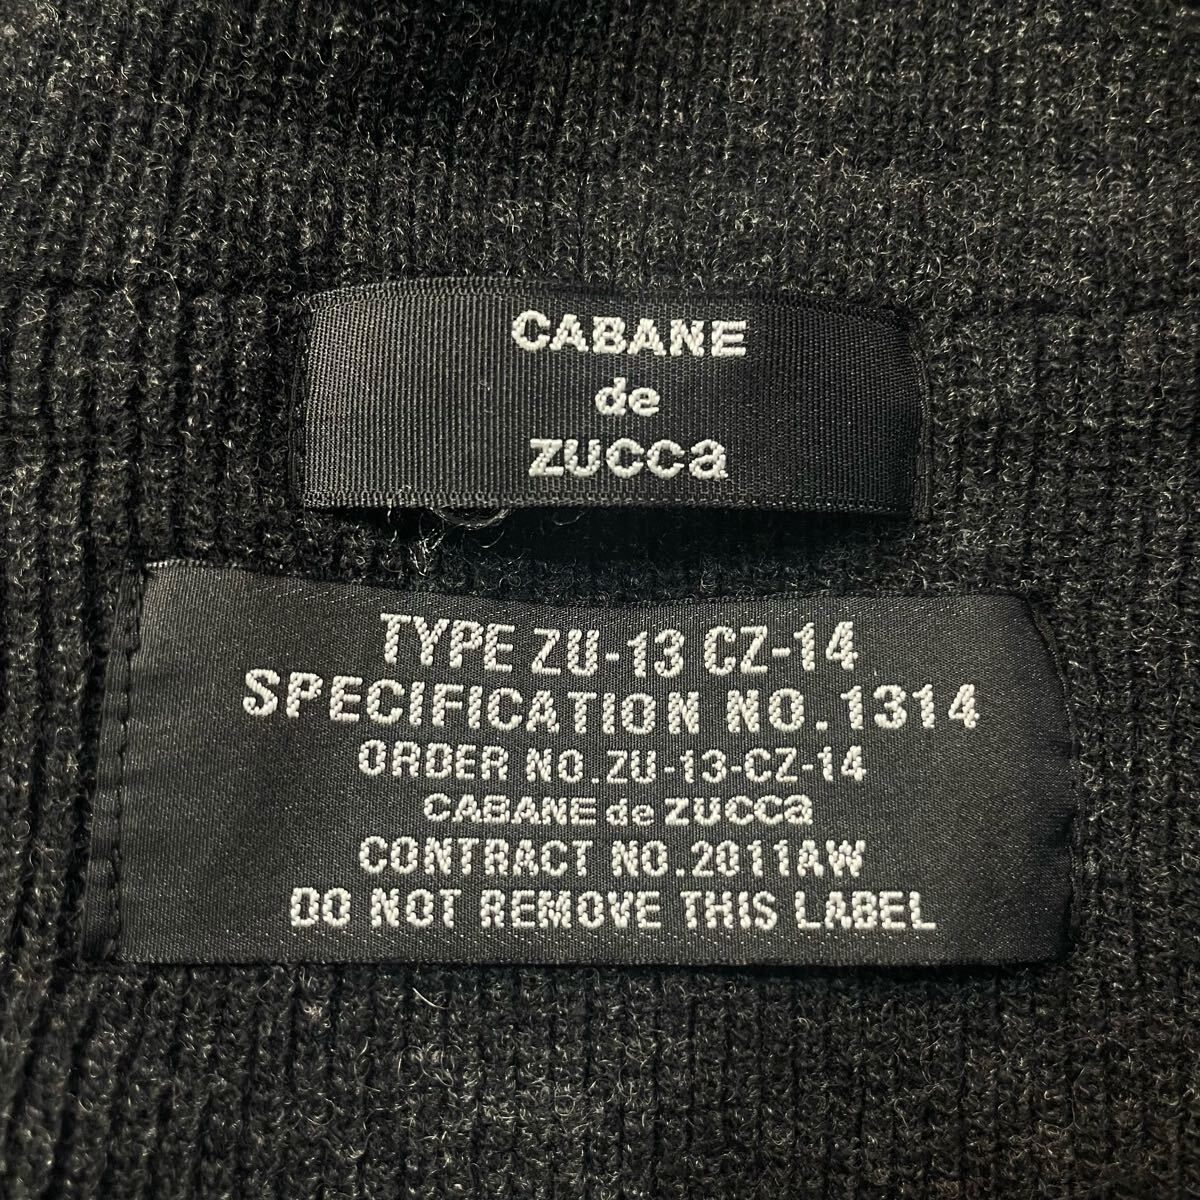 CABANE
de
ZUCCa
TYPE ZU-13 CZ-14
SPECIFICATION NO.1314
ORDER NO.ZU-13-CZ-14
CABANE de ZUCCa
CONTRACT NO.2011AW
DO NOT REMOVE THIS LABEL